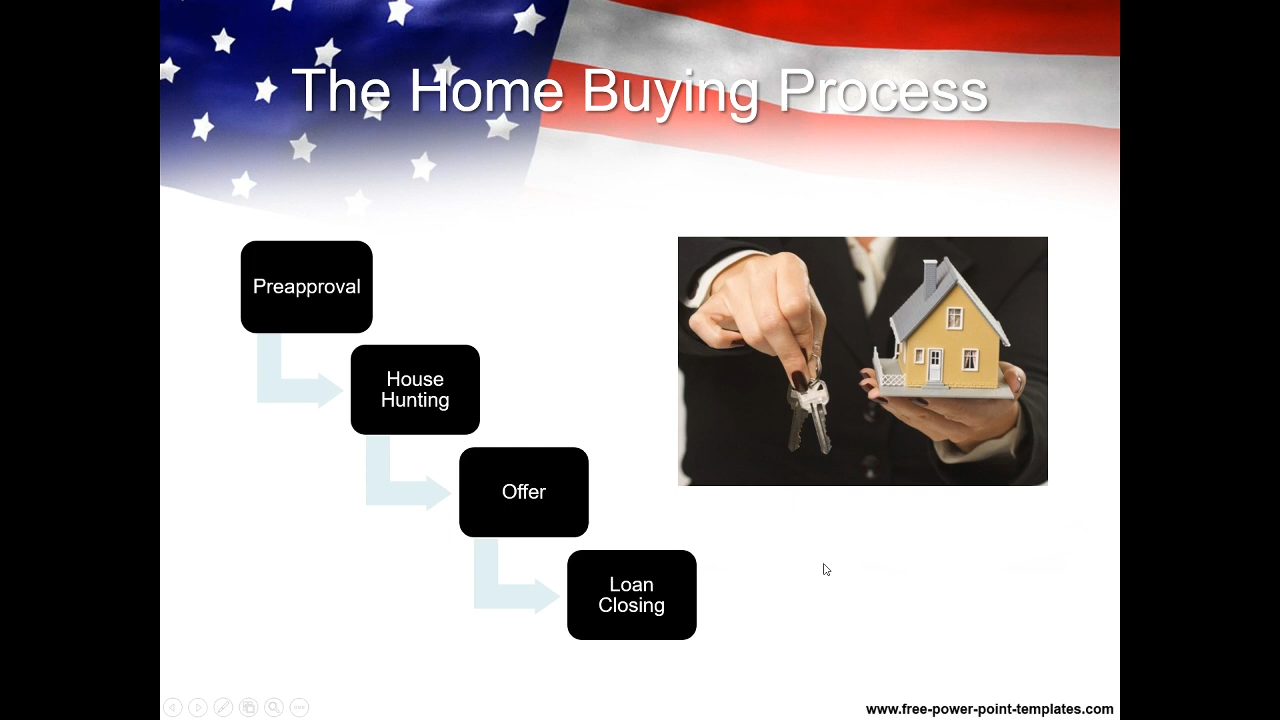 The Home Buying Process
Preapproval
House
Hunting
Offer
Loan
Closing
www.free-power-point-templates.com